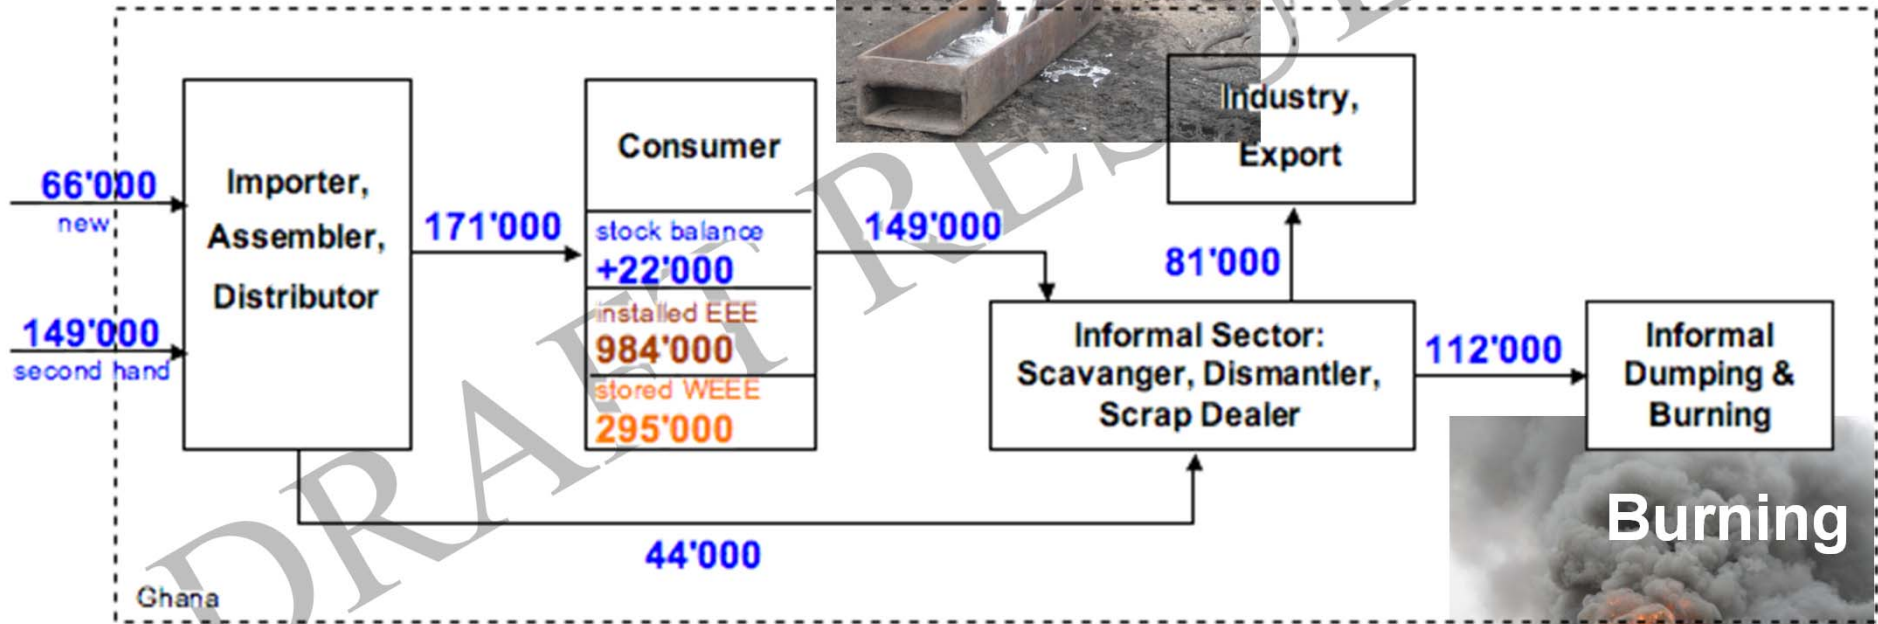 66'000
new
149'000
second hand
Importer,
Assembler,
Distributor
171'000
Consumer
stock balance
+22'000
installed EEE
984'000
stored WEEE
295'000
149'000
Industry,
Export
81'000
Informal Sector:
Scavanger, Dismantler,
Scrap Dealer
112'000
Informal
Dumping &
Burning
Burning
44'000
Ghana
DRAFT RESULT